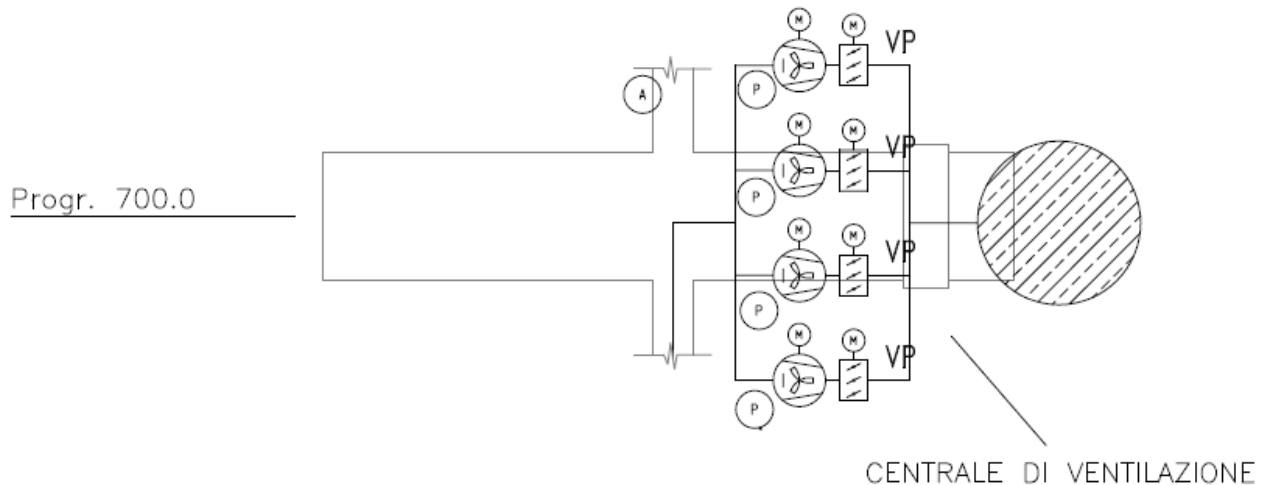 M M VP
A P
M M VP
Progr. 700.0
P
M M VP
P
M M VP
P
CENTRALE DI VENTILAZIONE